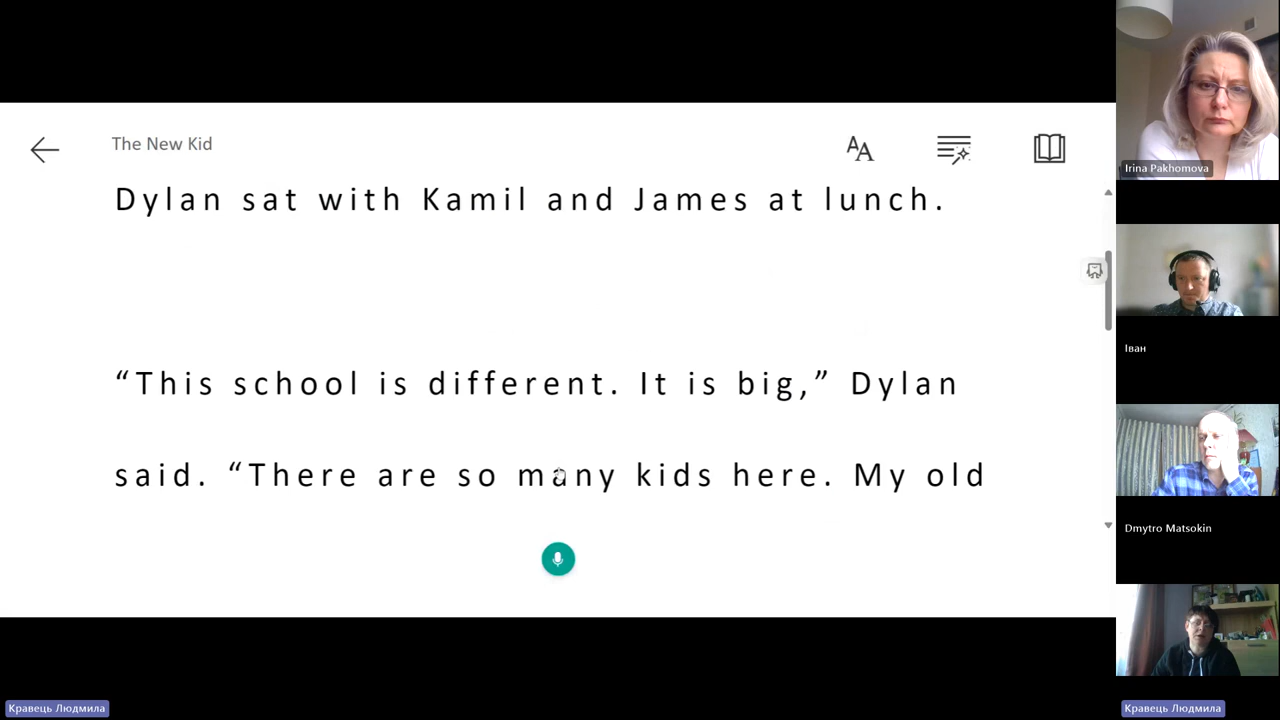 The New Kid
Dylan sat with Kamil and James at lunch.
“This school is different. It is big,” Dylan
said. “There are so many kids here. My old
Irina Pakhomova
Іван
Dmytro Matsokin
Кравець Людмила
Кравець Людмила